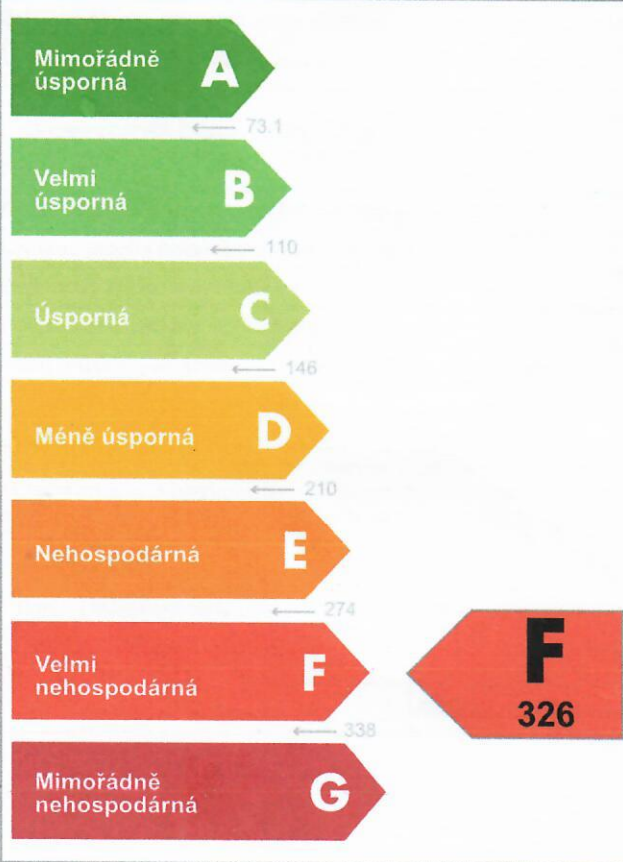 Mimořádně
úsporná
A
73.1
Velmi
úsporná
B
110
Úsporná
C
146
Méně úsporná
D
210
Nehospodárná
E
274
Velmi
nehospodárná
F
338
F
326
Mimořádně
nehospodárná
G